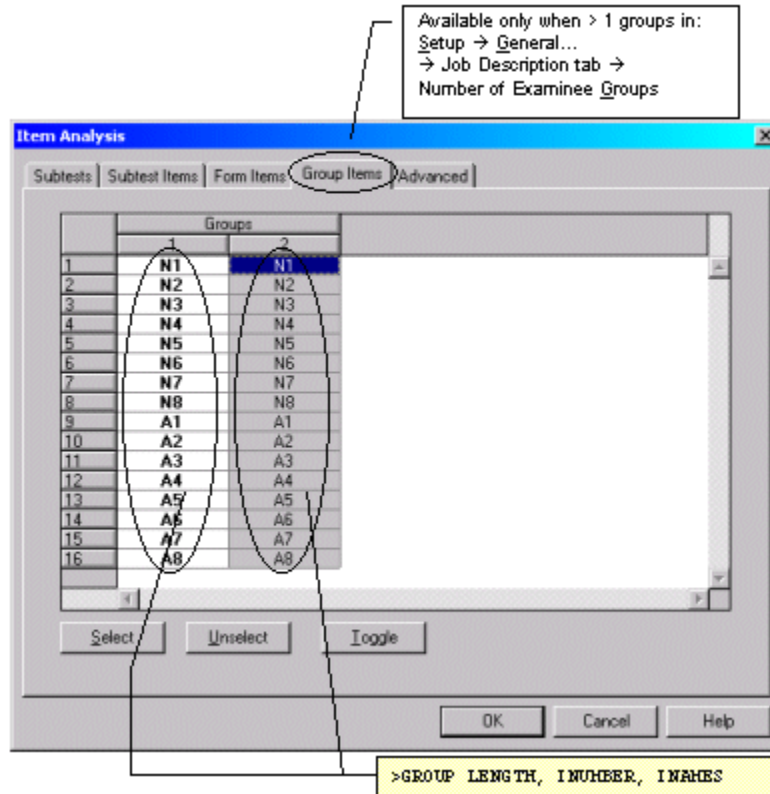 Available only when > 1 groups in:
Setup → General...
→ Job Description tab →
Number of Examinee Groups
Item Analysis
Subtests Subtest Items Form Items Group Items Advanced
Groups
1 2
1 N1 N1
2 N2 N2
3 N3 N3
4 N4 N4
5 N5 N5
6 N6 N6
7 N7 N7
8 N8 N8
9 A1 A1
10 A2 A2
11 A3 A3
12 A4 A4
13 A5 A5
14 A6 A6
15 A7 A7
16 A8 A8
Select Unselect Toggle
OK Cancel Help
>GROUP LENGTH, INUMBER, INAMES